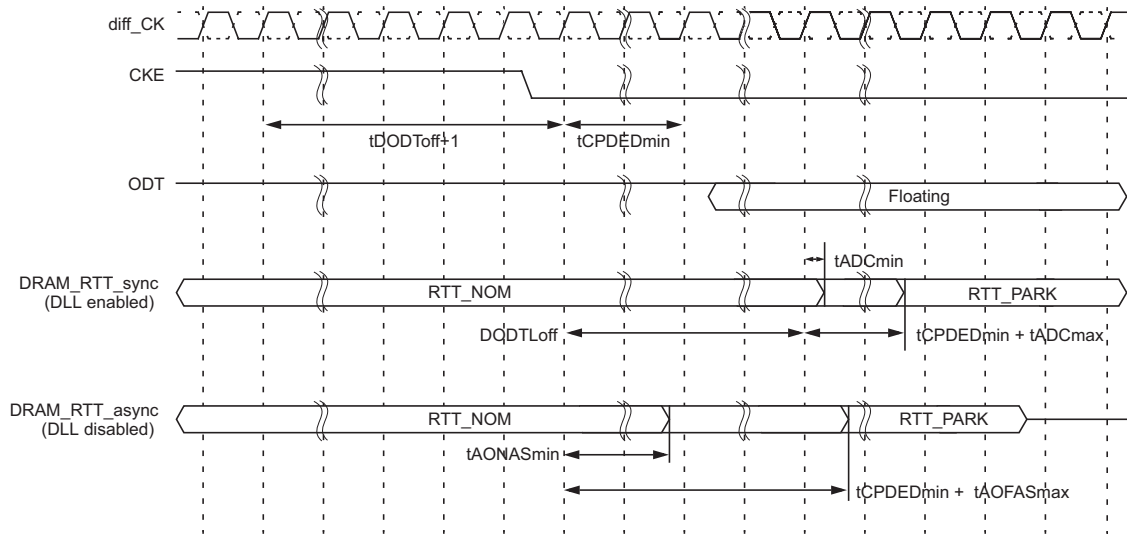 diff_CK
CKE
tDODToff+1
tCPDEDmin
ODT
Floating
tADCmin
DRAM_RTT_sync
(DLL enabled)
RTT_NOM
RTT_PARK
DODTLoff
tCPDEDmin + tADCmax
DRAM_RTT_async
(DLL disabled)
RTT_NOM
RTT_PARK
tAONASmin
tCPDEDmin + tAOFASmax